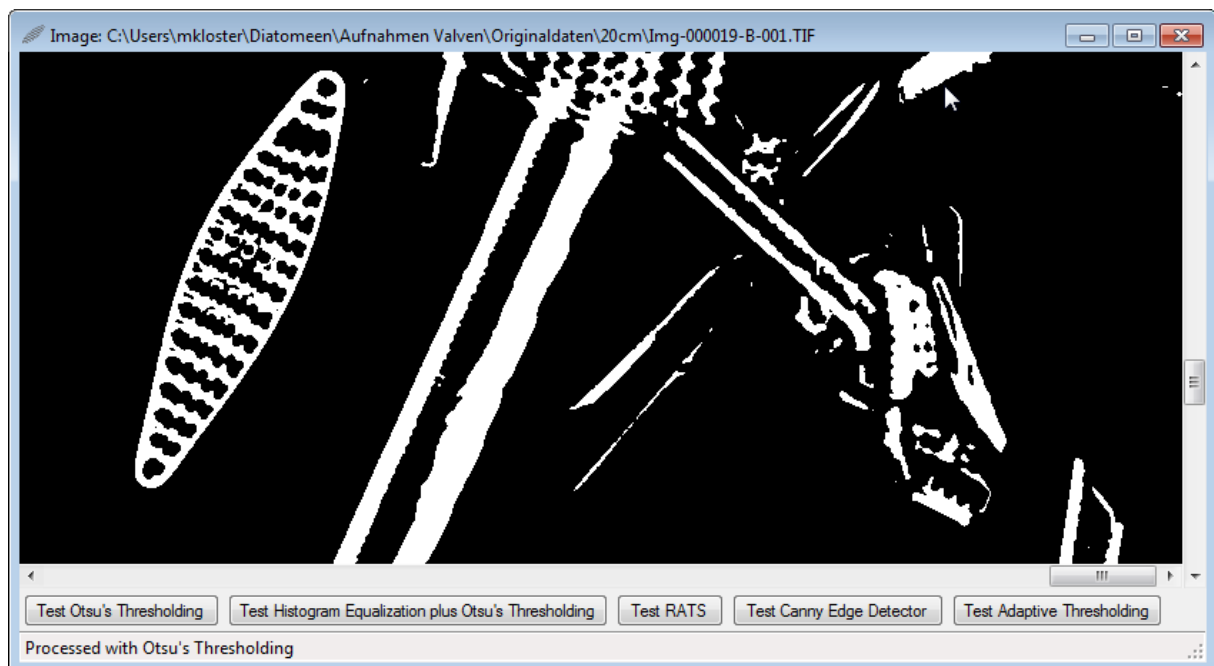 Image: C:\Users\mkloster\Diatomeen\Aufnahmen Valven\Originaldaten\20cm\Img-000019-B-001.TIF
Test Otsu's Thresholding Test Histogram Equalization plus Otsu's Thresholding Test RATS Test Canny Edge Detector Test Adaptive Thresholding
Processed with Otsu's Thresholding